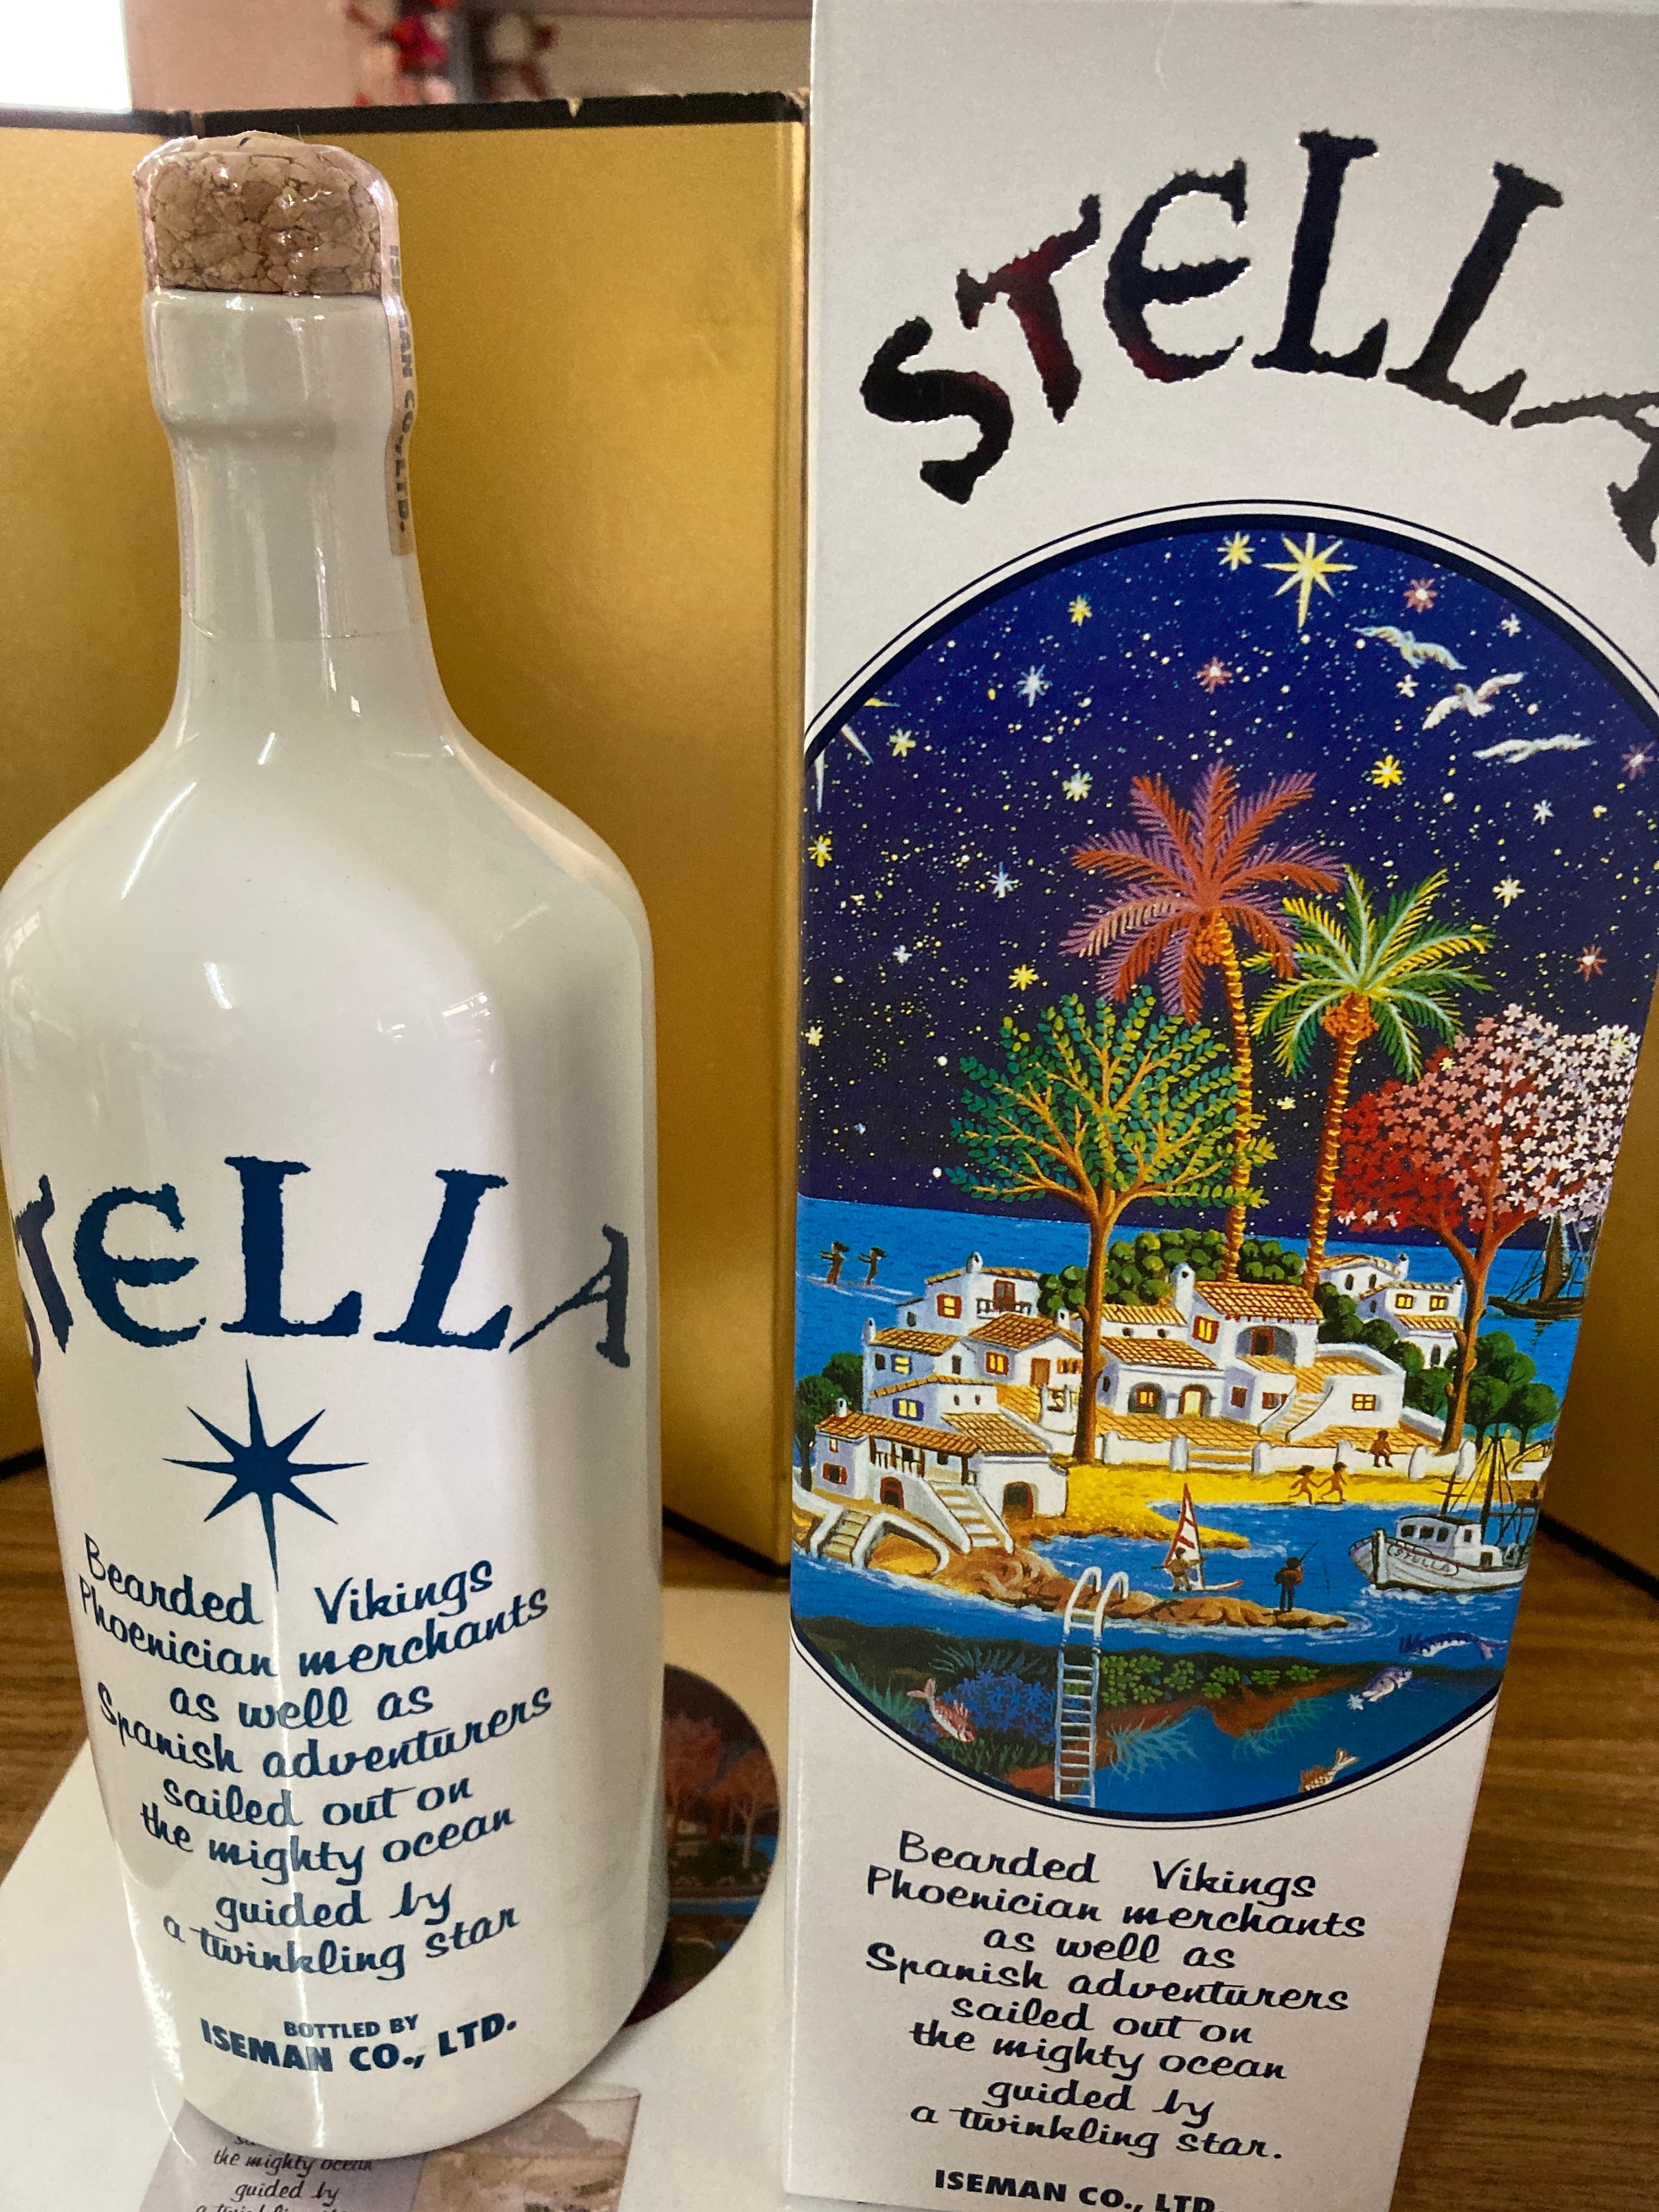 STELLA
Bearded Vikings
Phoenician merchants
as well as
Spanish adventurers
sailed out on
the mighty ocean
guided by
a twinkling star
BOTTLED BY
ISEMAN CO., LTD.
ISEMAN CO.,LTD.
the mighty ocean
guided by
STELLA
STELLA
Bearded Vikings
Phoenician merchants
as well as
Spanish adventurers
sailed out on
the mighty ocean
guided by
a twinkling star.
ISEMAN CO., LTD.